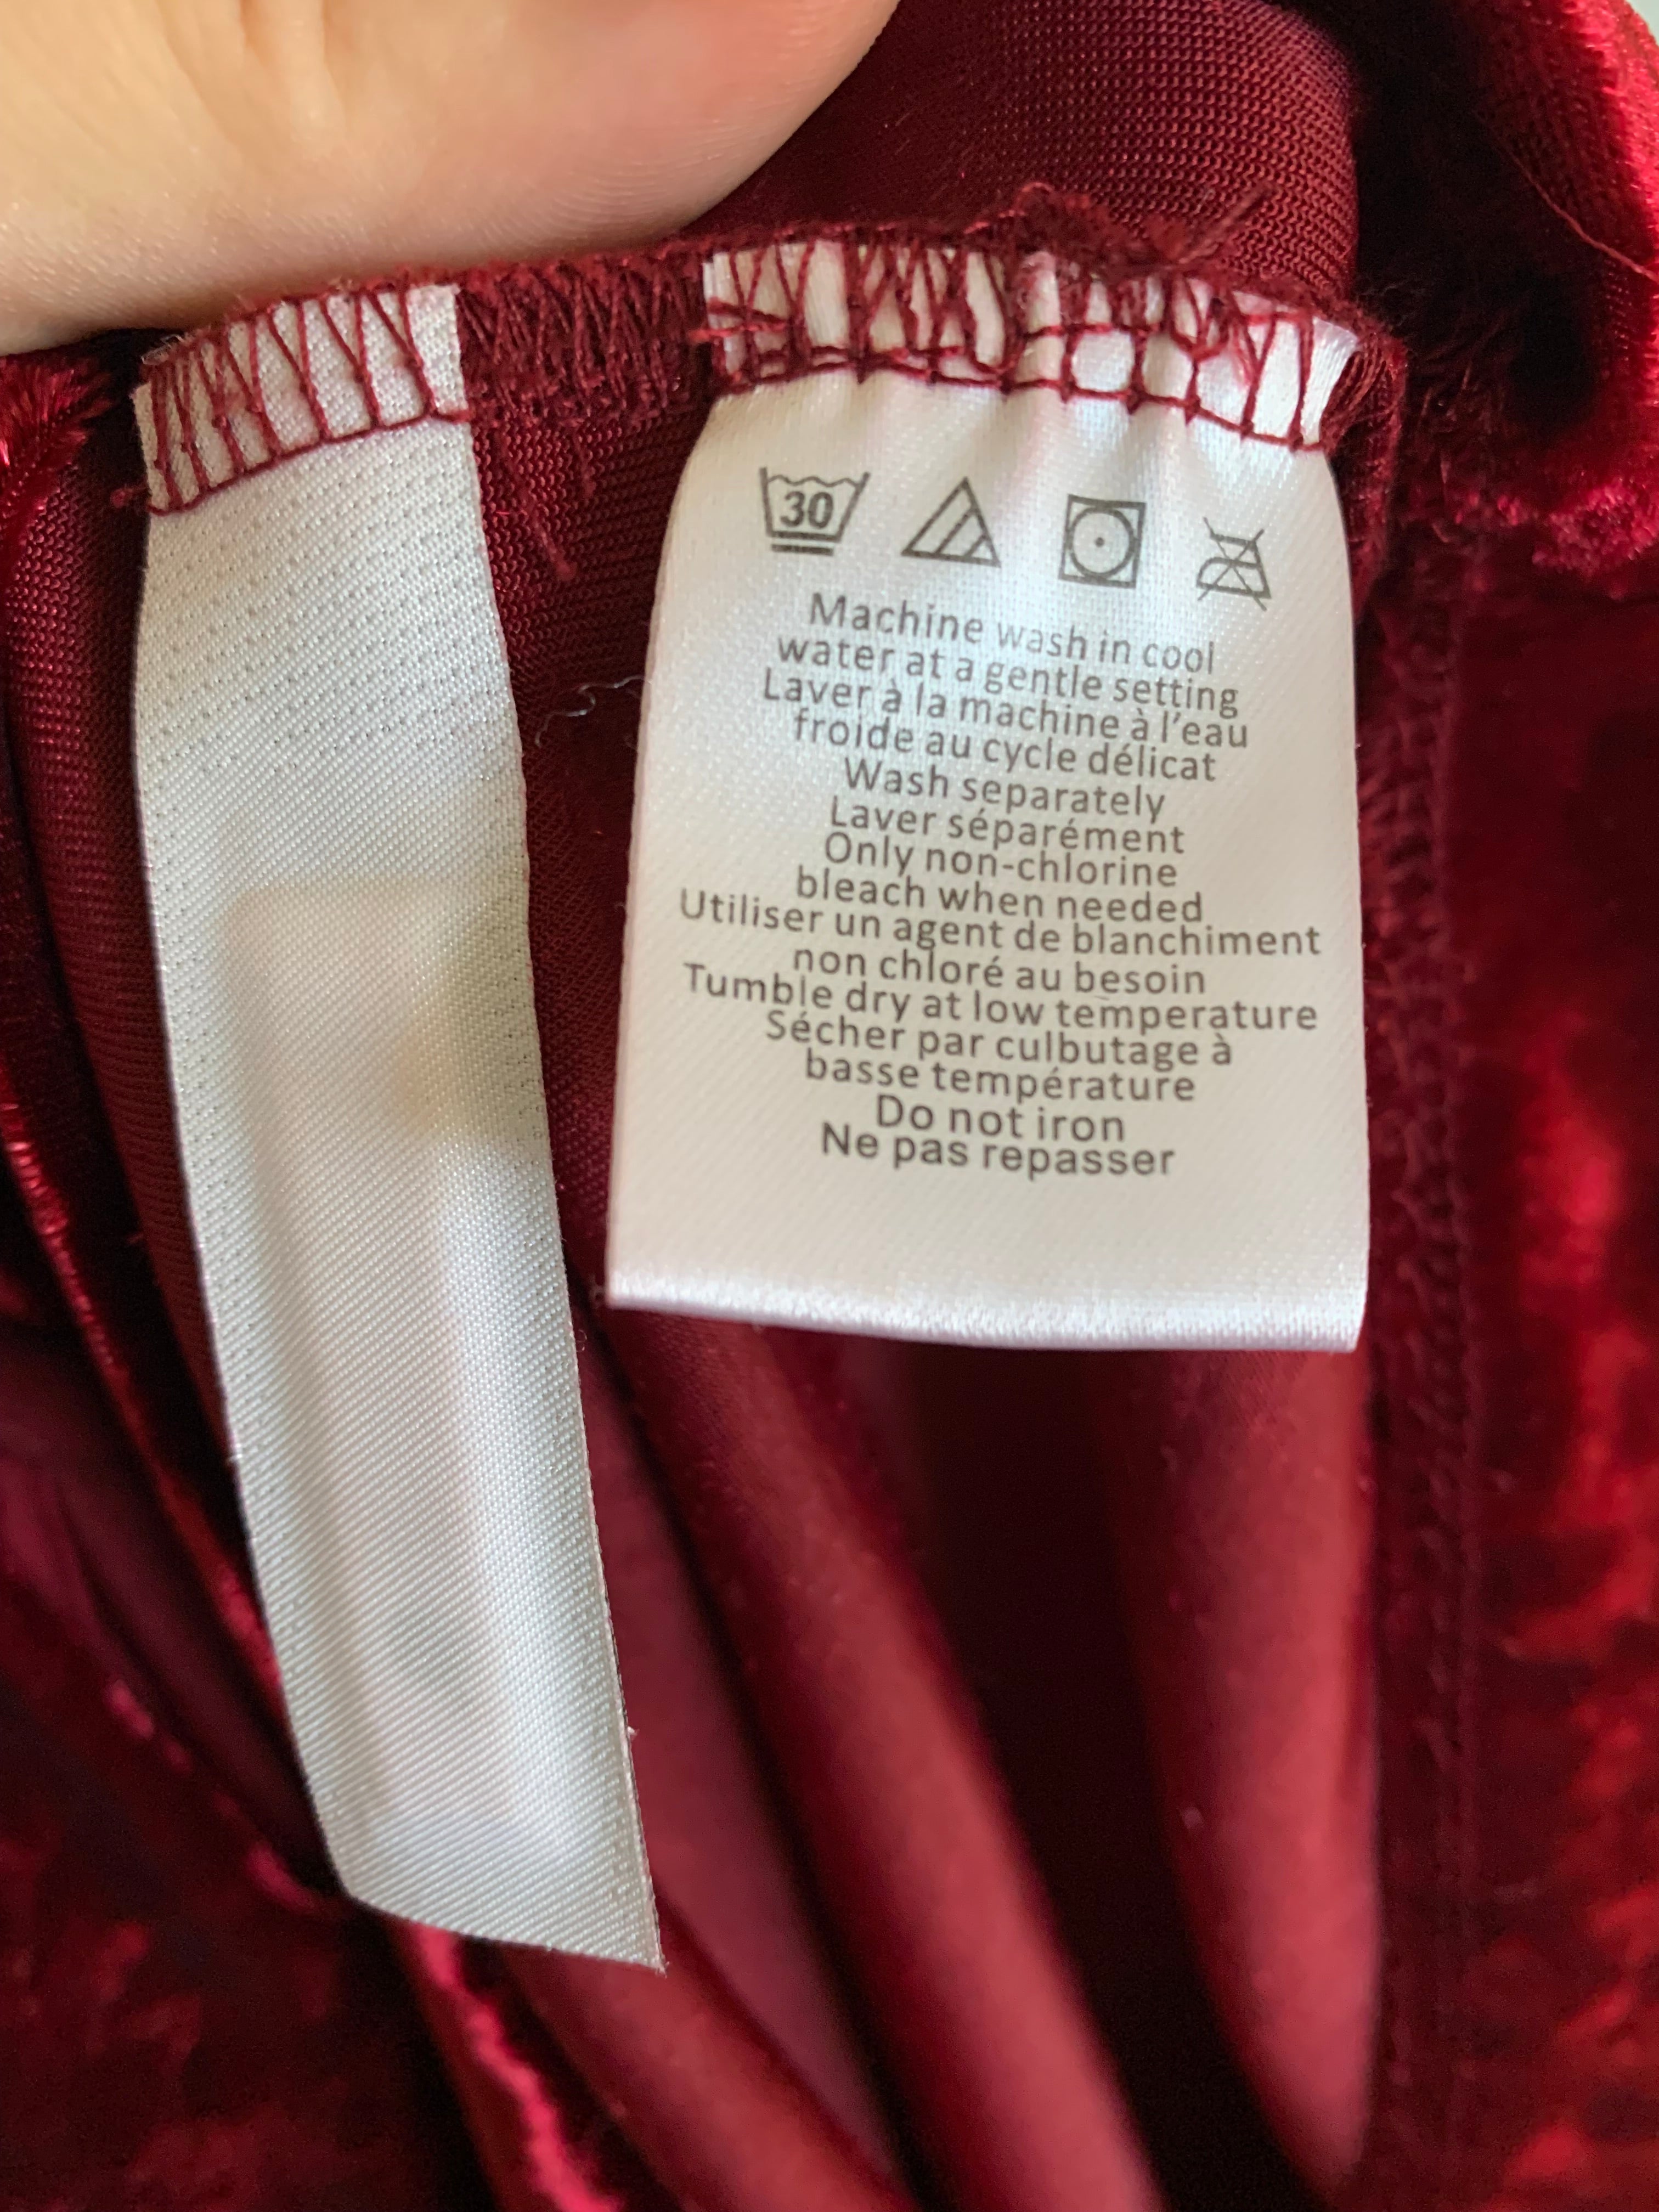 30
Machine wash in cool
water at a gentle setting
Laver à la machine à l'eau
froide au cycle délicat
Wash separately
Laver séparément
Only non-chlorine
bleach when needed
Utiliser un agent de blanchiment
non chloré au besoin
Tumble dry at low temperature
Sécher par culbutage à
basse température
Do not iron
Ne pas repasser